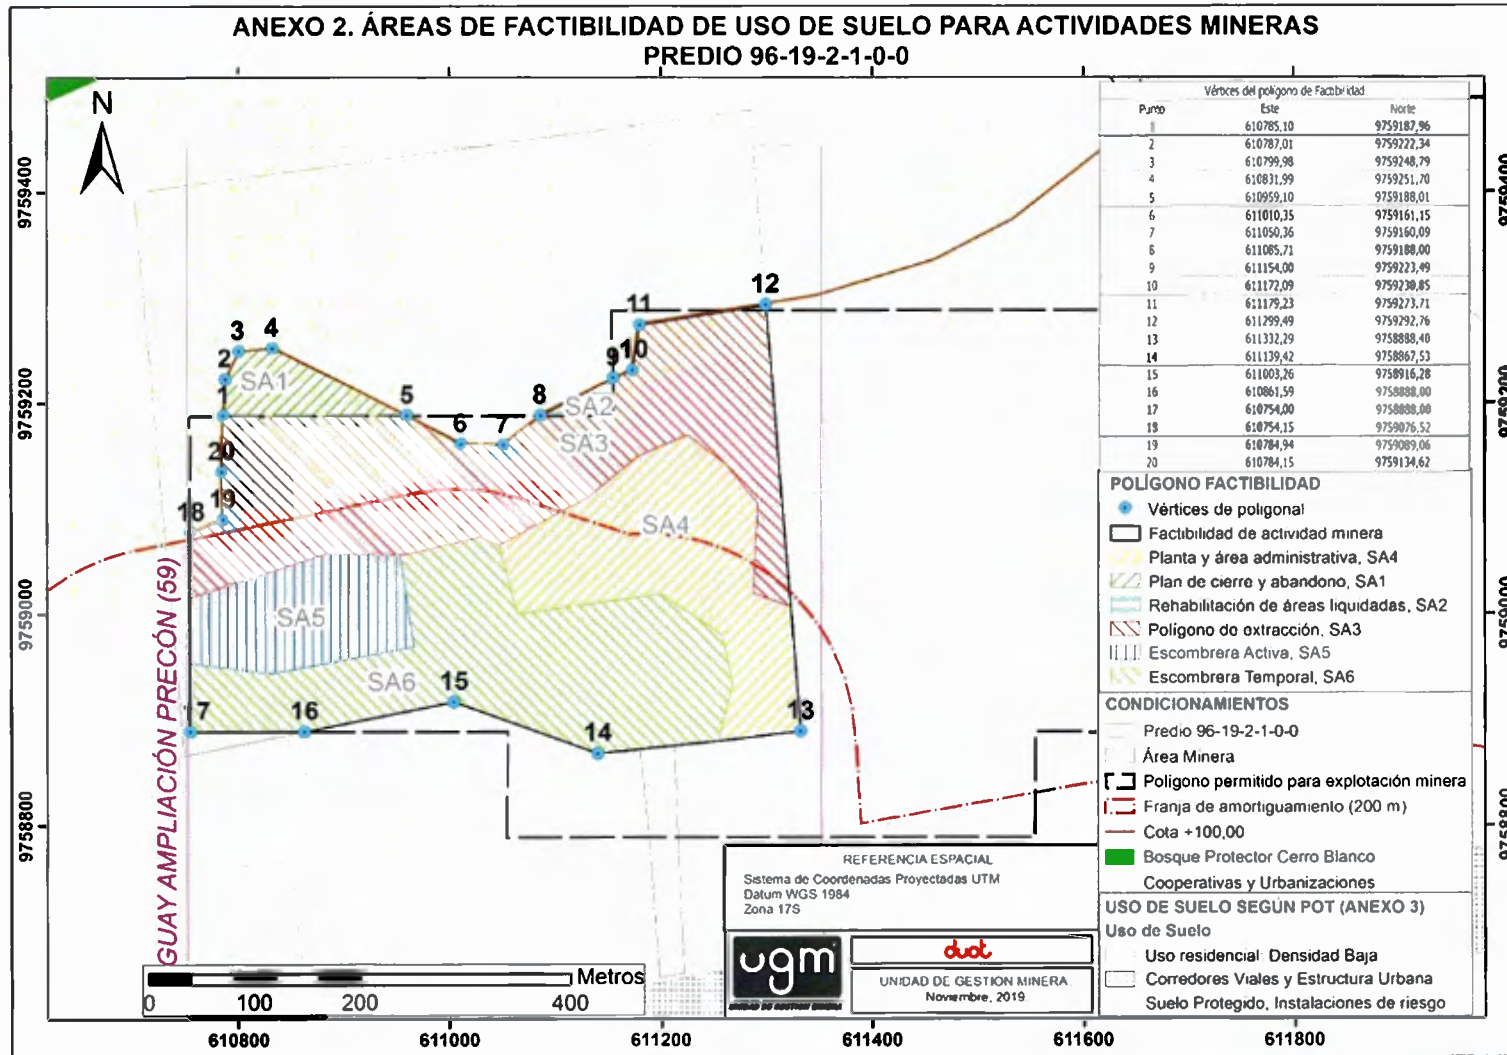 ANEXO 2. ÁREAS DE FACTIBILIDAD DE USO DE SUELO PARA ACTIVIDADES MINERAS
PREDIO 96-19-2-1-0-0
N
9759400
9759200
9759000
9758800
9759400
9759200
9759000
9758800
610800
611000
611200
611400
611600
611800
GUAY AMPLIACIÓN PRECÓN (59)
1
2
3
4
5
6
7
8
9
10
11
12
13
14
15
16
7
18
19
20
SA1
SA2
SA3
SA4
SA5
SA6
Vértices del polígono de Factibilidad
Punto Este Norte
1 610785,10 9759187,96
2 610787,01 9759222,34
3 610799,98 9759248,79
4 610831,99 9759251,70
5 610959,10 9759188,01
6 611010,35 9759161,15
7 611050,36 9759160,09
8 611085,71 9759188,00
9 611154,00 9759223,49
10 611172,09 9759230,85
11 611179,23 9759273,71
12 611299,49 9759292,76
13 611332,29 9758888,40
14 611139,42 9758867,53
15 611003,26 9758916,28
16 610861,59 9758888,00
17 610754,00 9758888,00
18 610754,15 9759076,52
19 610784,94 9759089,06
20 610784,15 9759134,62
POLÍGONO FACTIBILIDAD
Vértices de poligonal
Factibilidad de actividad minera
Planta y área administrativa, SA4
Plan de cierre y abandono, SA1
Rehabilitación de áreas liquidadas, SA2
Polígono de extracción, SA3
Escombrera Activa, SA5
Escombrera Temporal, SA6
CONDICIONAMIENTOS
Predio 96-19-2-1-0-0
Área Minera
Polígono permitido para explotación minera
Franja de amortiguamiento (200 m)
Cota +100,00
Bosque Protector Cerro Blanco
Cooperativas y Urbanizaciones
USO DE SUELO SEGÚN POT (ANEXO 3)
Uso de Suelo
Uso residencial Densidad Baja
Corredores Viales y Estructura Urbana
Suelo Protegido, Instalaciones de riesgo
REFERENCIA ESPACIAL
Sistema de Coordenadas Proyectadas UTM
Datum WGS 1984
Zona 17S
ugm
UNIDAD DE GESTION MINERA
duot
UNIDAD DE GESTION MINERA
Noviembre, 2019
Metros
0 100 200 400